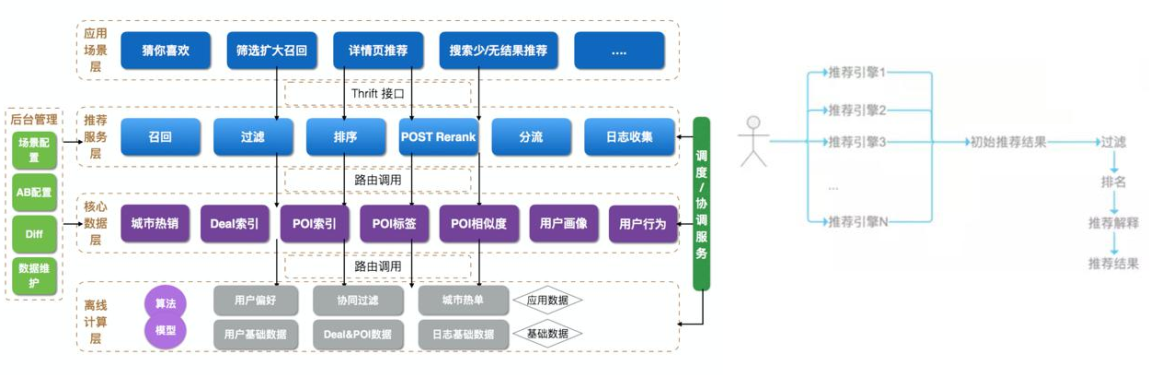 应用
场景
层
猜你喜欢
筛选扩大召回
详情页推荐
搜索少/无结果推荐
....
Thrift 接口
后台管理
场景配
置
AB配置
Diff
数据维
护
推荐
服务
层
召回
过滤
排序
POST Rerank
分流
日志收集
路由调用
核心
数据
层
城市热销
Deal索引
POI索引
POI标签
POI相似度
用户画像
用户行为
路由调用
离线
计算
层
算法
模型
用户偏好
协同过滤
城市热单
应用数据
用户基础数据
Deal&POI数据
日志基础数据
基础数据
调
度
/
协
调
服
务
推荐引擎1
推荐引擎2
推荐引擎3
...
推荐引擎N
初始推荐结果
过滤
排名
推荐解释
推荐结果